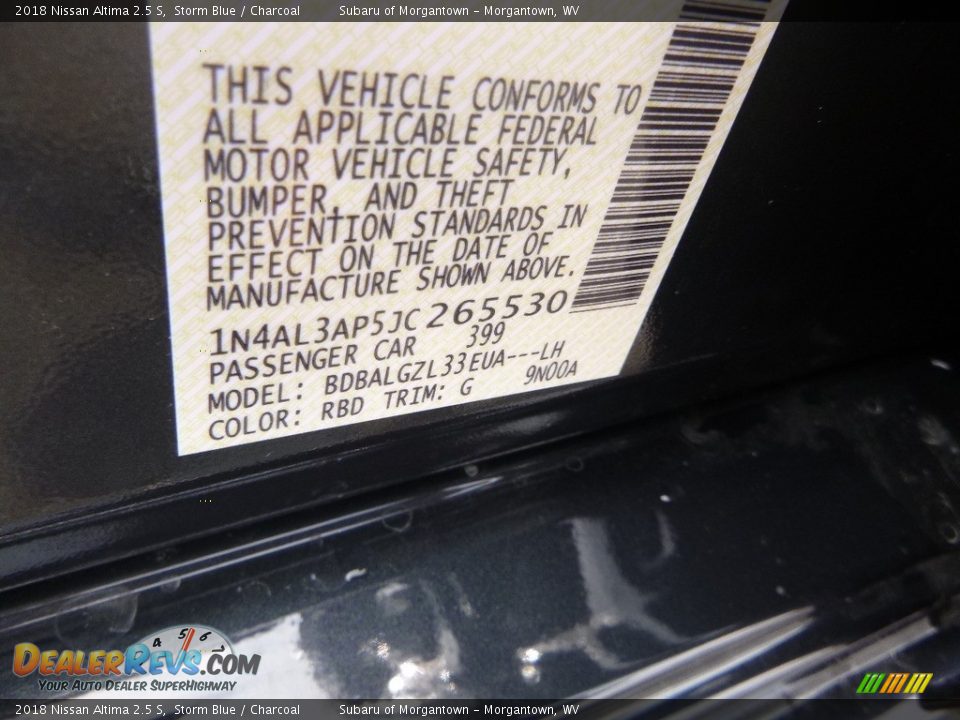 2018 Nissan Altima 2.5 S, Storm Blue / Charcoal Subaru of Morgantown - Morgantown, WV
THIS VEHICLE CONFORMS TO
ALL APPLICABLE FEDERAL
MOTOR VEHICLE SAFETY,
BUMPER, AND THEFT
PREVENTION STANDARDS IN
EFFECT ON THE DATE OF
MANUFACTURE SHOWN ABOVE.
1N4AL3AP5JC265530
PASSENGER CAR 399
MODEL: BDBALGZL33EUA---LH
COLOR: RBD TRIM: G 9N00A
4 5 6
DEALERREVS.COM
YOUR AUTO DEALER SUPERHIGHWAY
2018 Nissan Altima 2.5 S, Storm Blue / Charcoal Subaru of Morgantown - Morgantown, WV